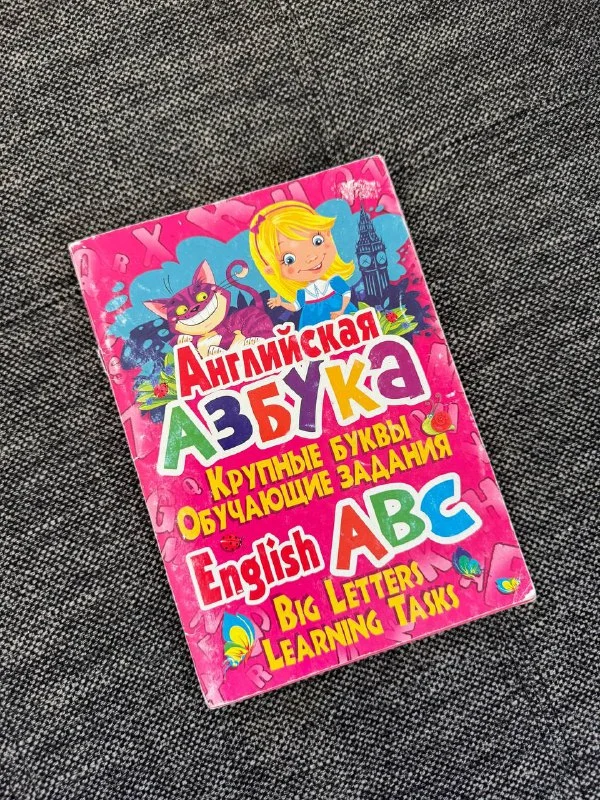 Английская
Азбука
Крупные буквы
Обучающие задания
English ABC
Big Letters
Learning Tasks